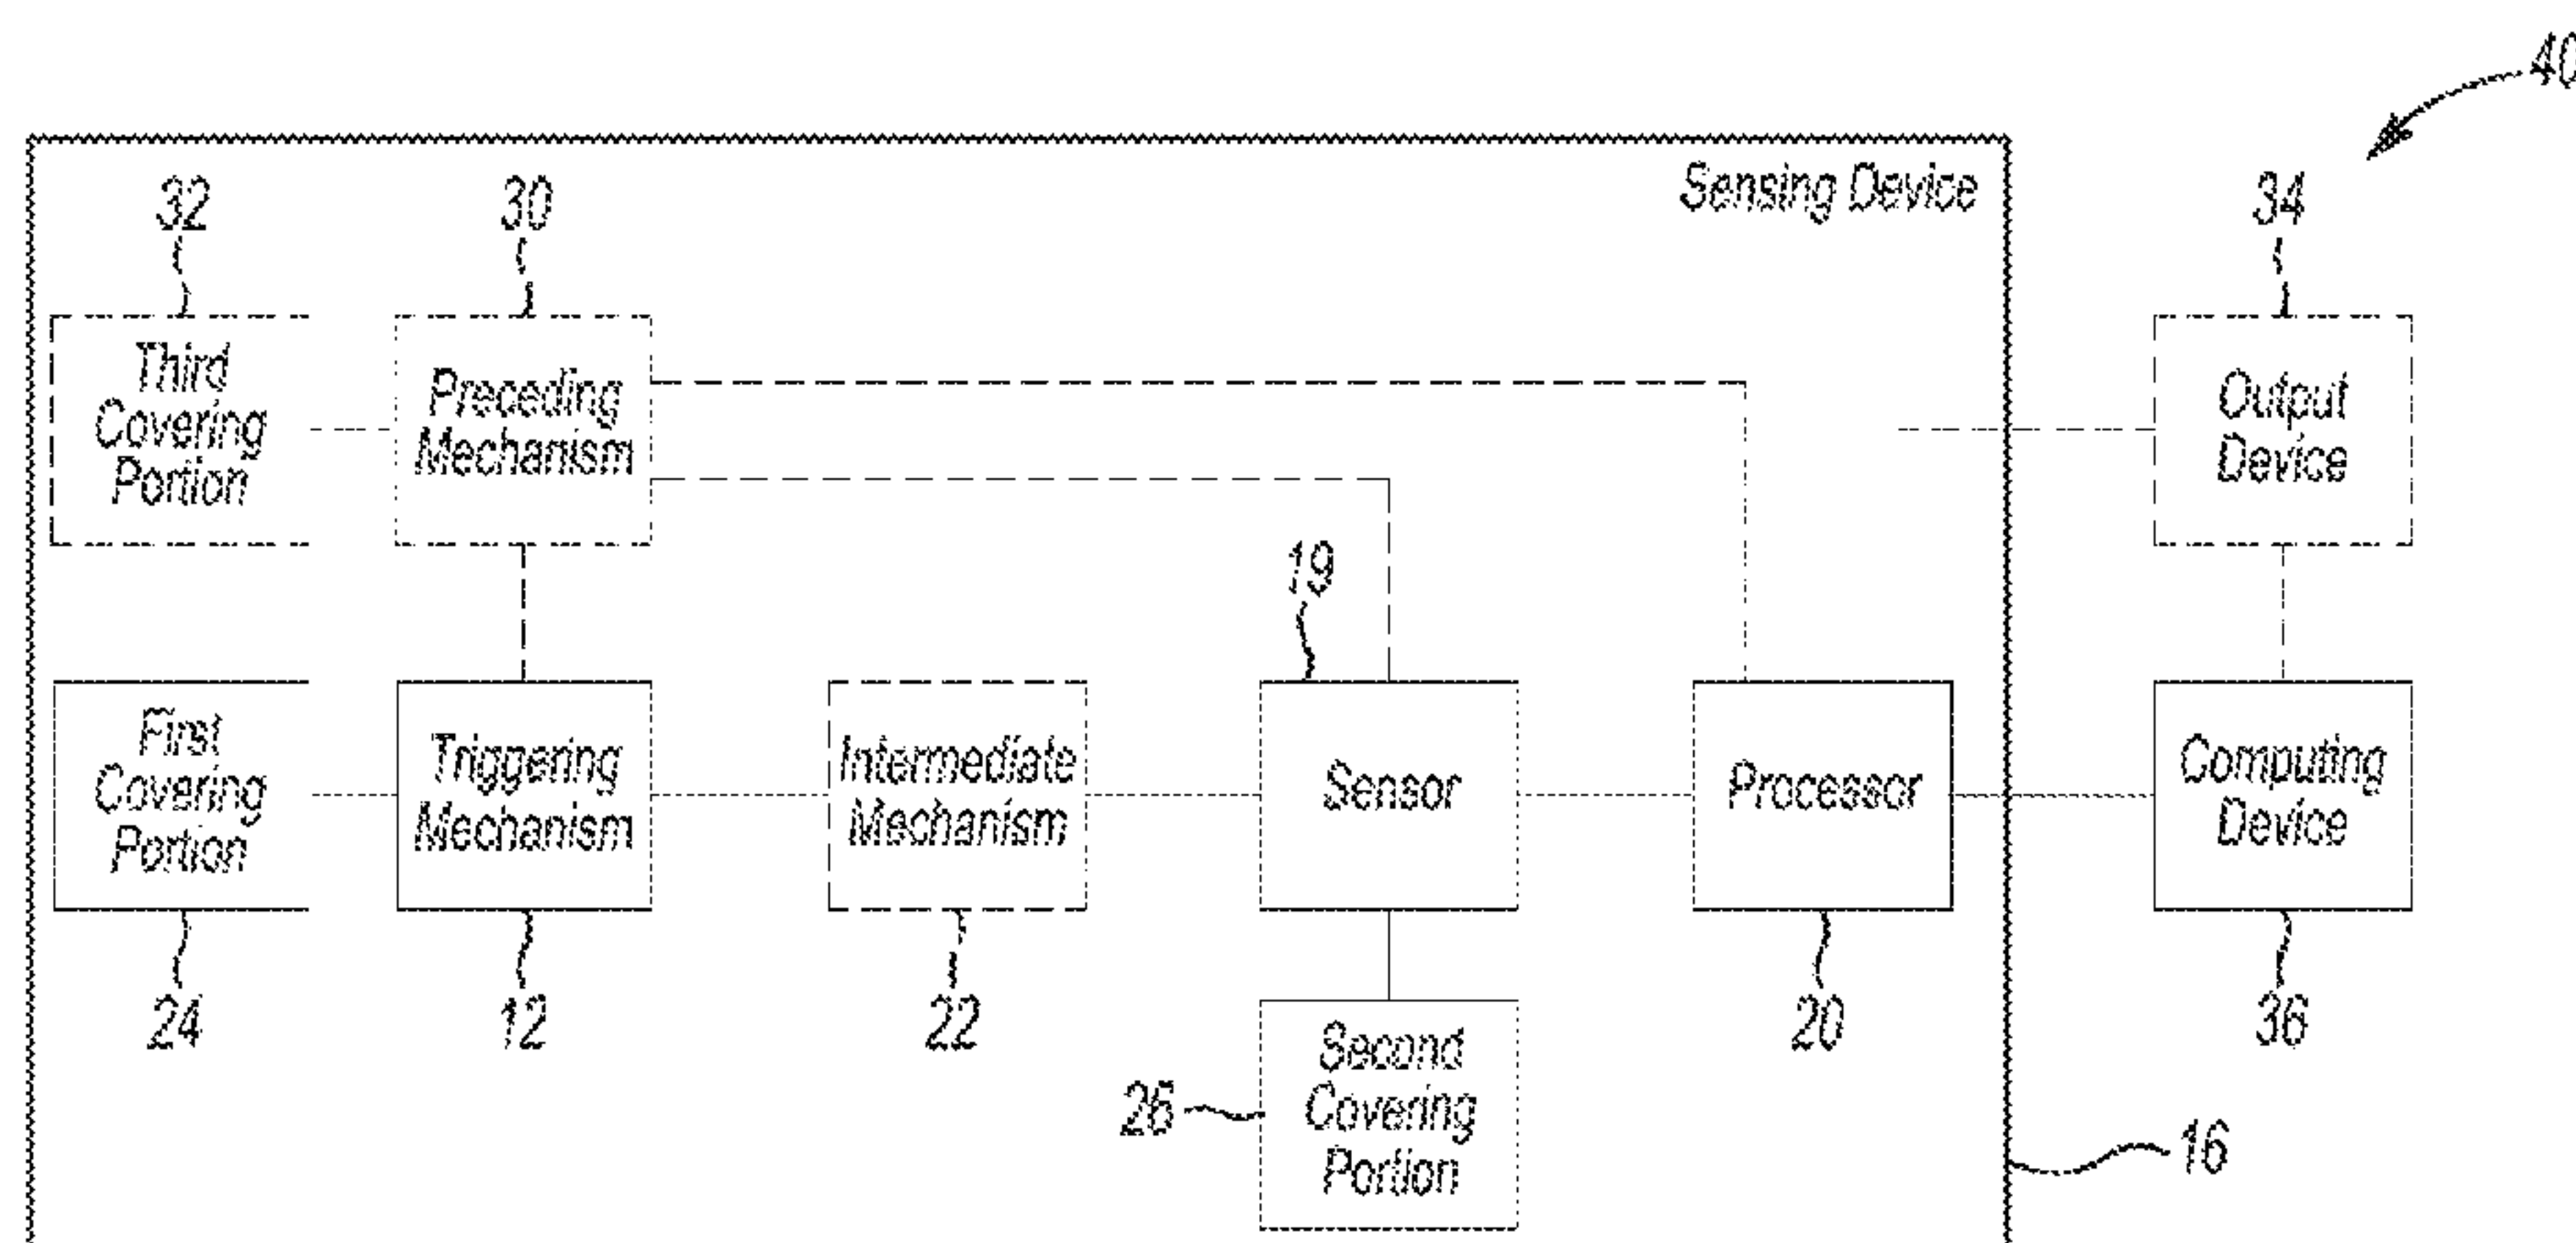 40
Sensing Device
32
30
34
Third
Covering
Portion
Preceding
Mechanism
Output
Device
19
First
Covering
Portion
Triggering
Mechanism
Intermediate
Mechanism
Sensor
Processor
Computing
Device
24
12
22
20
36
26
Second
Covering
Portion
16